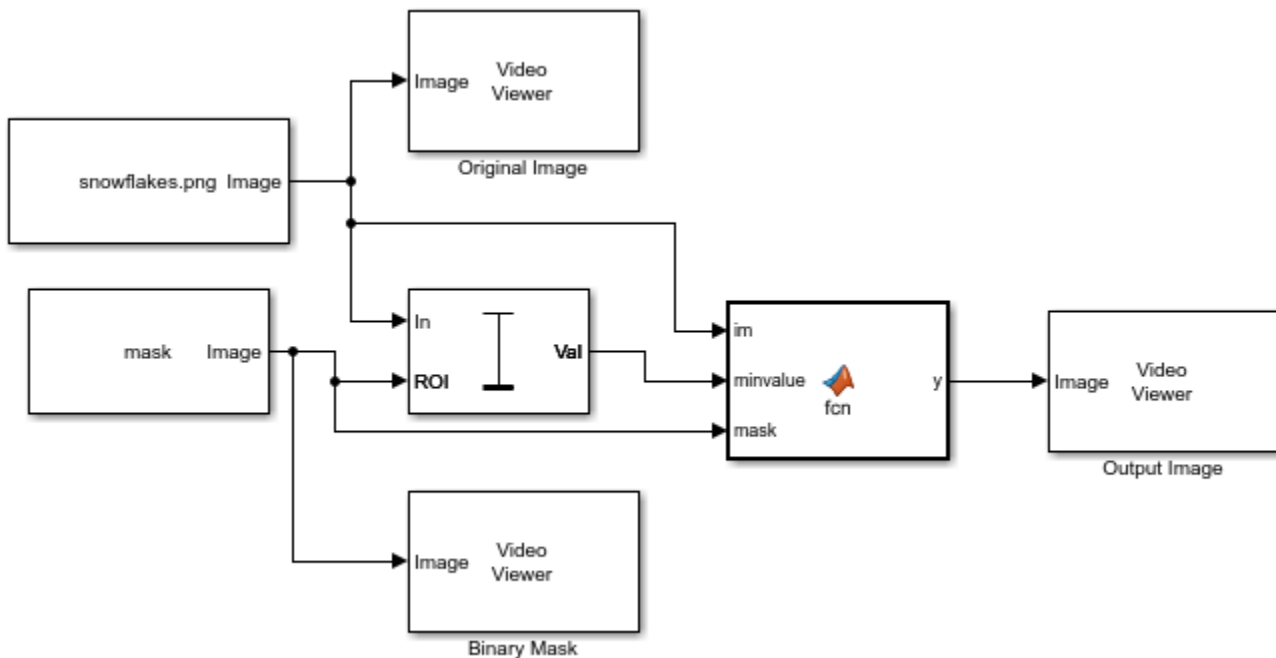 Image
Video
Viewer
Original Image
snowflakes.png Image
mask Image
In
ROI
Val
im
minvalue
mask
fcn
y
Image
Video
Viewer
Output Image
Image
Video
Viewer
Binary Mask